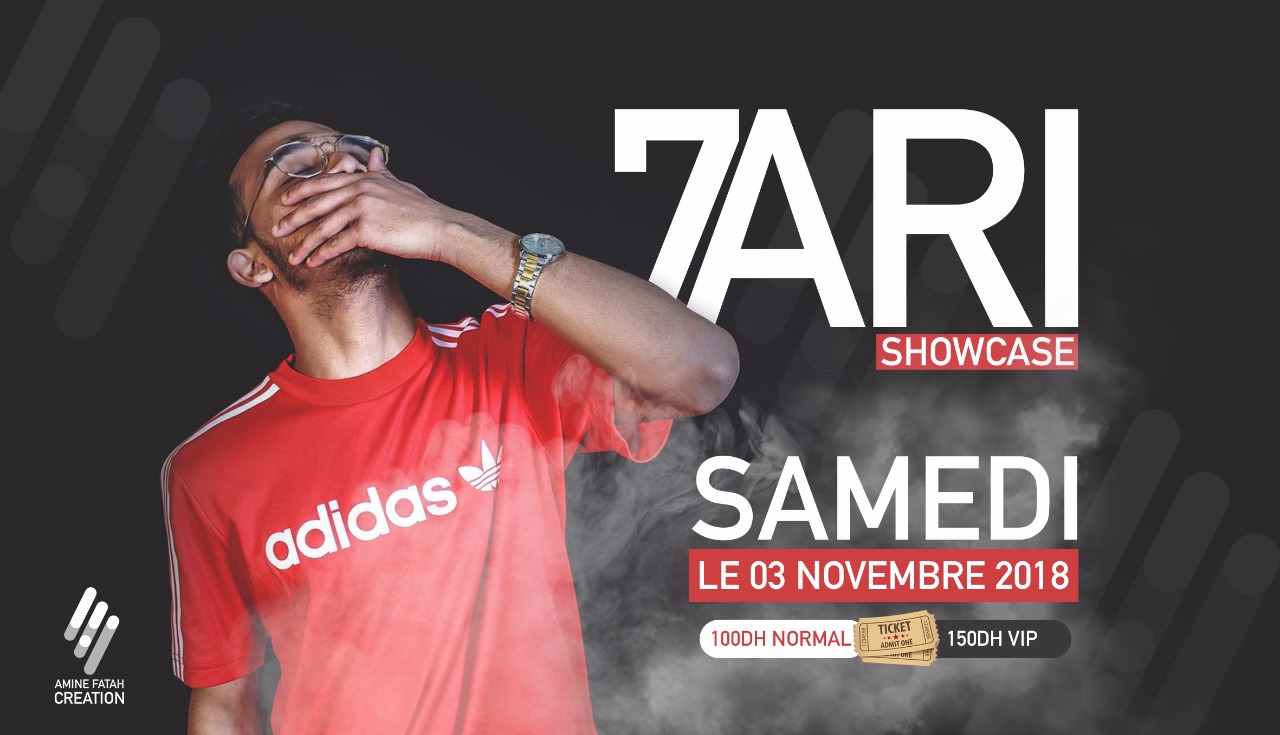 7ARI
SHOWCASE
adidas
SAMEDI
LE 03 NOVEMBRE 2018
100DH NORMAL
TICKET
ADMIT ONE
150DH VIP
AMINE FATAH
CREATION